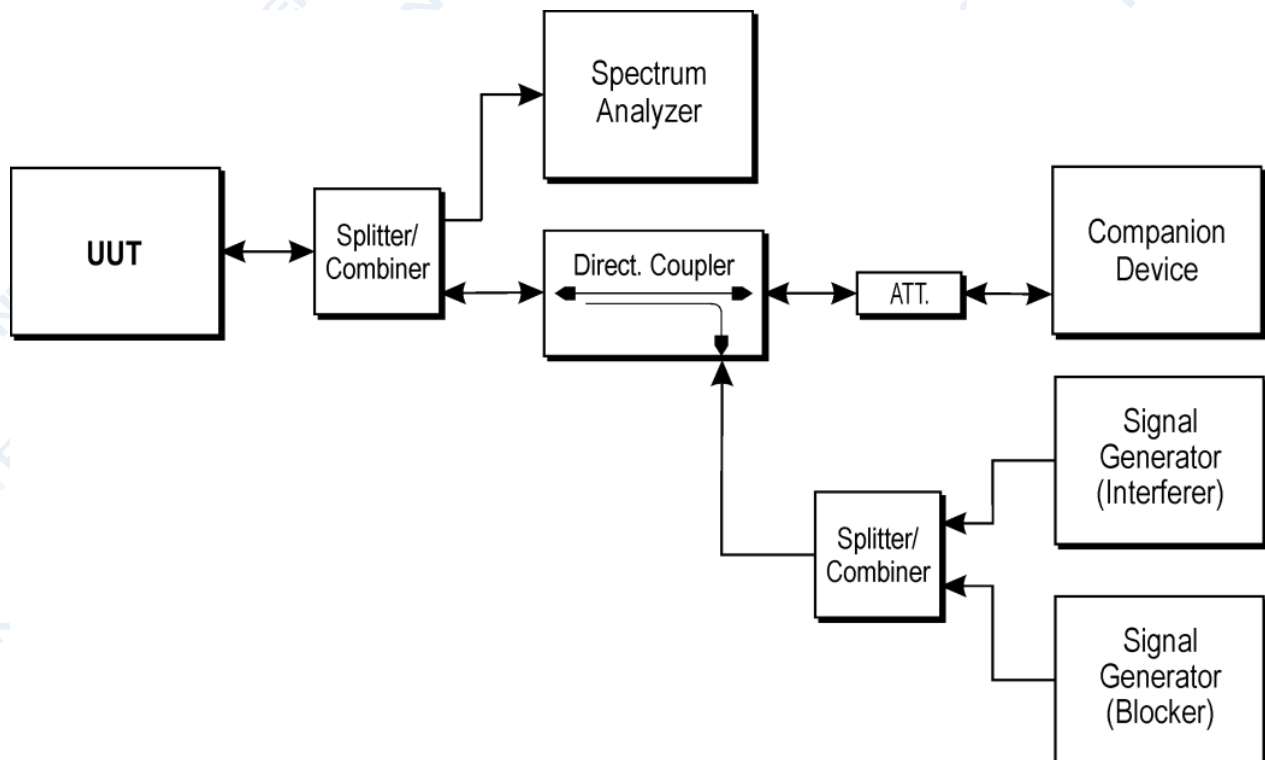 Spectrum
Analyzer
UUT
Splitter/
Combiner
Direct. Coupler
ATT.
Companion
Device
Signal
Generator
(Interferer)
Splitter/
Combiner
Signal
Generator
(Blocker)